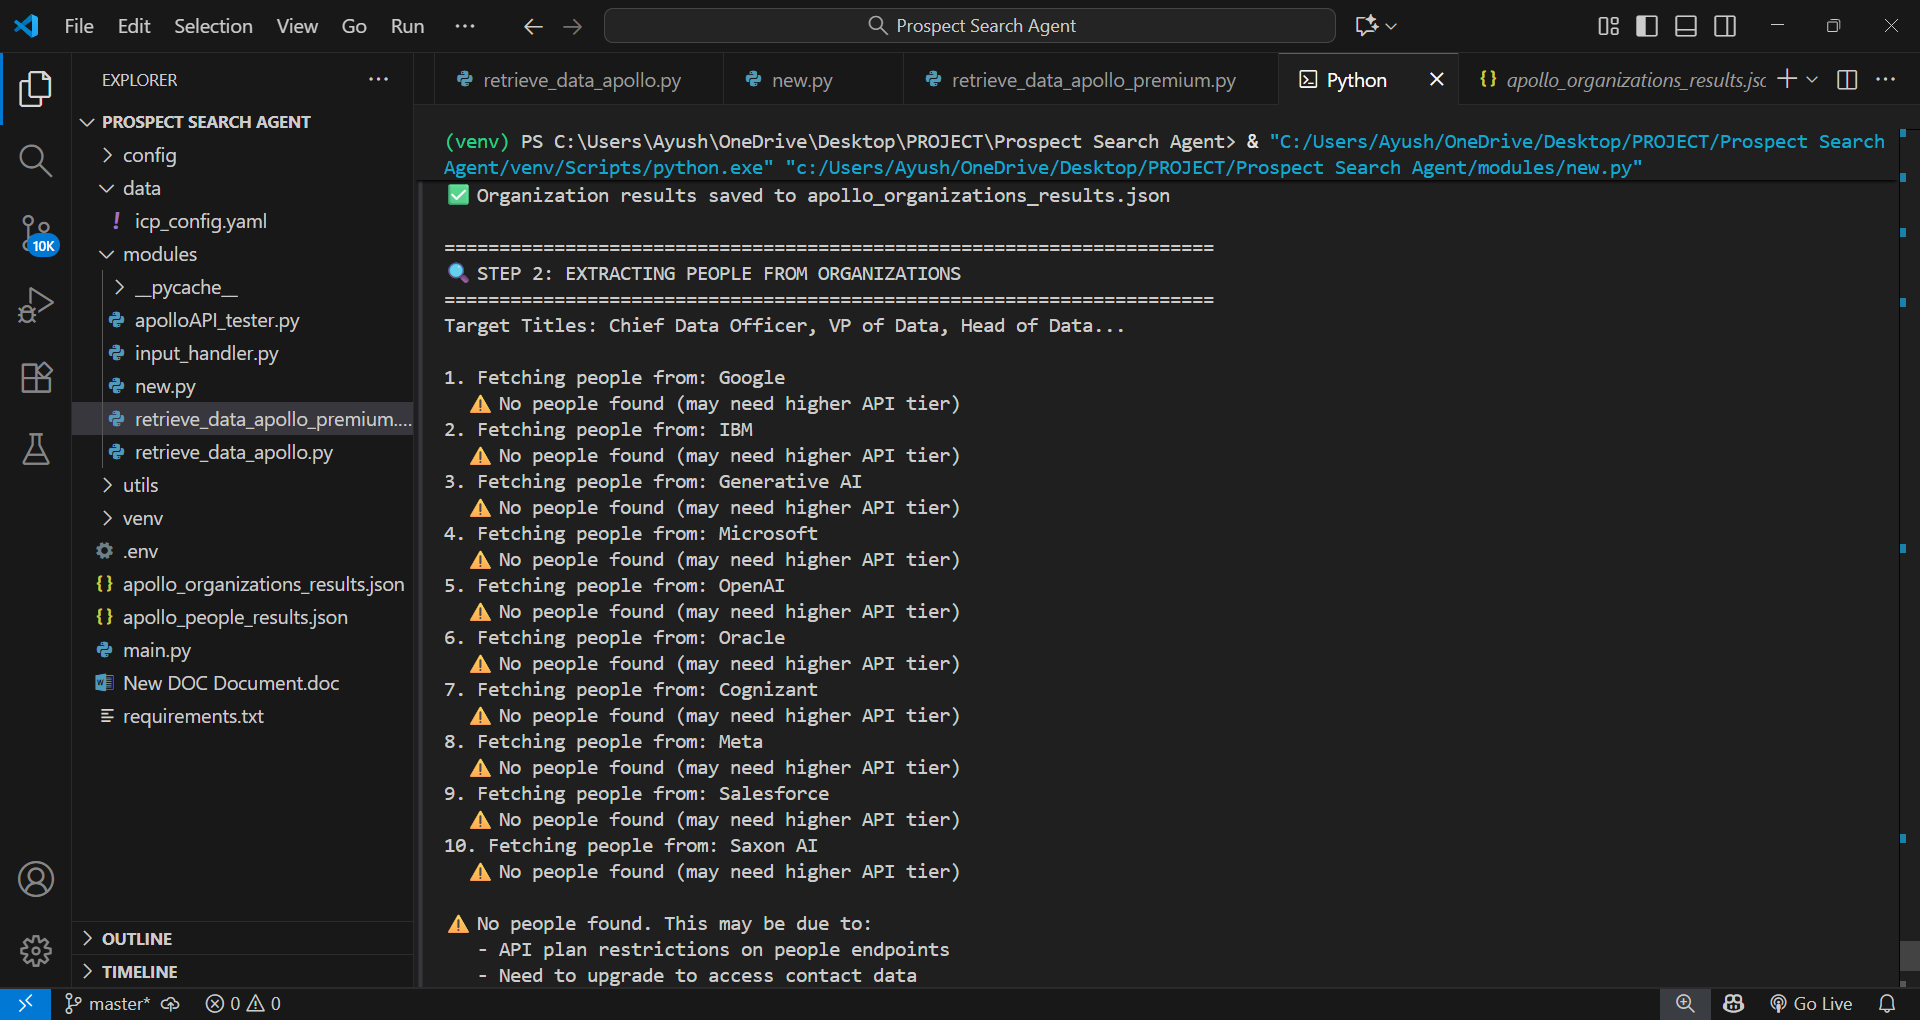 File Edit Selection View Go Run ...
Prospect Search Agent
EXPLORER
PROSPECT SEARCH AGENT
config
data
icp_config.yaml
modules
__pycache__
apolloAPI_tester.py
input_handler.py
new.py
retrieve_data_apollo_premium....
retrieve_data_apollo.py
utils
venv
.env
apollo_organizations_results.json
apollo_people_results.json
main.py
New DOC Document.doc
requirements.txt
OUTLINE
TIMELINE
10K
retrieve_data_apollo.py new.py retrieve_data_apollo_premium.py Python apollo_organizations_results.jsc
(venv) PS C:\Users\Ayush\OneDrive\Desktop\PROJECT\Prospect Search Agent> & "C:/Users/Ayush/OneDrive/Desktop/PROJECT/Prospect Search
Agent/venv/Scripts/python.exe" "c:/Users/Ayush/OneDrive/Desktop/PROJECT/Prospect Search Agent/modules/new.py"
✅ Organization results saved to apollo_organizations_results.json
======================================================================
🔍 STEP 2: EXTRACTING PEOPLE FROM ORGANIZATIONS
======================================================================
Target Titles: Chief Data Officer, VP of Data, Head of Data...
1. Fetching people from: Google
⚠️ No people found (may need higher API tier)
2. Fetching people from: IBM
⚠️ No people found (may need higher API tier)
3. Fetching people from: Generative AI
⚠️ No people found (may need higher API tier)
4. Fetching people from: Microsoft
⚠️ No people found (may need higher API tier)
5. Fetching people from: OpenAI
⚠️ No people found (may need higher API tier)
6. Fetching people from: Oracle
⚠️ No people found (may need higher API tier)
7. Fetching people from: Cognizant
⚠️ No people found (may need higher API tier)
8. Fetching people from: Meta
⚠️ No people found (may need higher API tier)
9. Fetching people from: Salesforce
⚠️ No people found (may need higher API tier)
10. Fetching people from: Saxon AI
⚠️ No people found (may need higher API tier)
⚠️ No people found. This may be due to:
- API plan restrictions on people endpoints
- Need to upgrade to access contact data
master* 0 0 Go Live